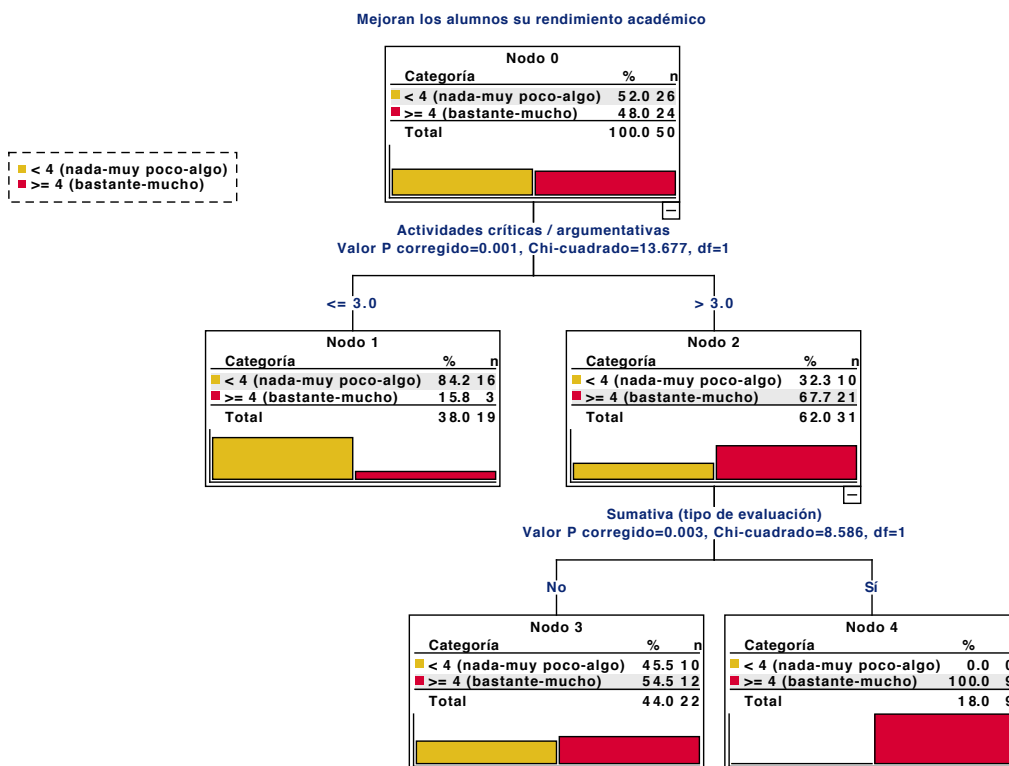 Mejoran los alumnos su rendimiento académico
Nodo 0
Categoría % n
< 4 (nada-muy poco-algo) 52.0 26
>= 4 (bastante-mucho) 48.0 24
Total 100.0 50
< 4 (nada-muy poco-algo)
>= 4 (bastante-mucho)
Actividades críticas / argumentativas
Valor P corregido=0.001, Chi-cuadrado=13.677, df=1
<= 3.0
> 3.0
Nodo 1
Categoría % n
< 4 (nada-muy poco-algo) 84.2 16
>= 4 (bastante-mucho) 15.8 3
Total 38.0 19
Nodo 2
Categoría % n
< 4 (nada-muy poco-algo) 32.3 10
>= 4 (bastante-mucho) 67.7 21
Total 62.0 31
Sumativa (tipo de evaluación)
Valor P corregido=0.003, Chi-cuadrado=8.586, df=1
No
Sí
Nodo 3
Categoría % n
< 4 (nada-muy poco-algo) 45.5 10
>= 4 (bastante-mucho) 54.5 12
Total 44.0 22
Nodo 4
Categoría %
< 4 (nada-muy poco-algo) 0.0 0
>= 4 (bastante-mucho) 100.0 9
Total 18.0 9